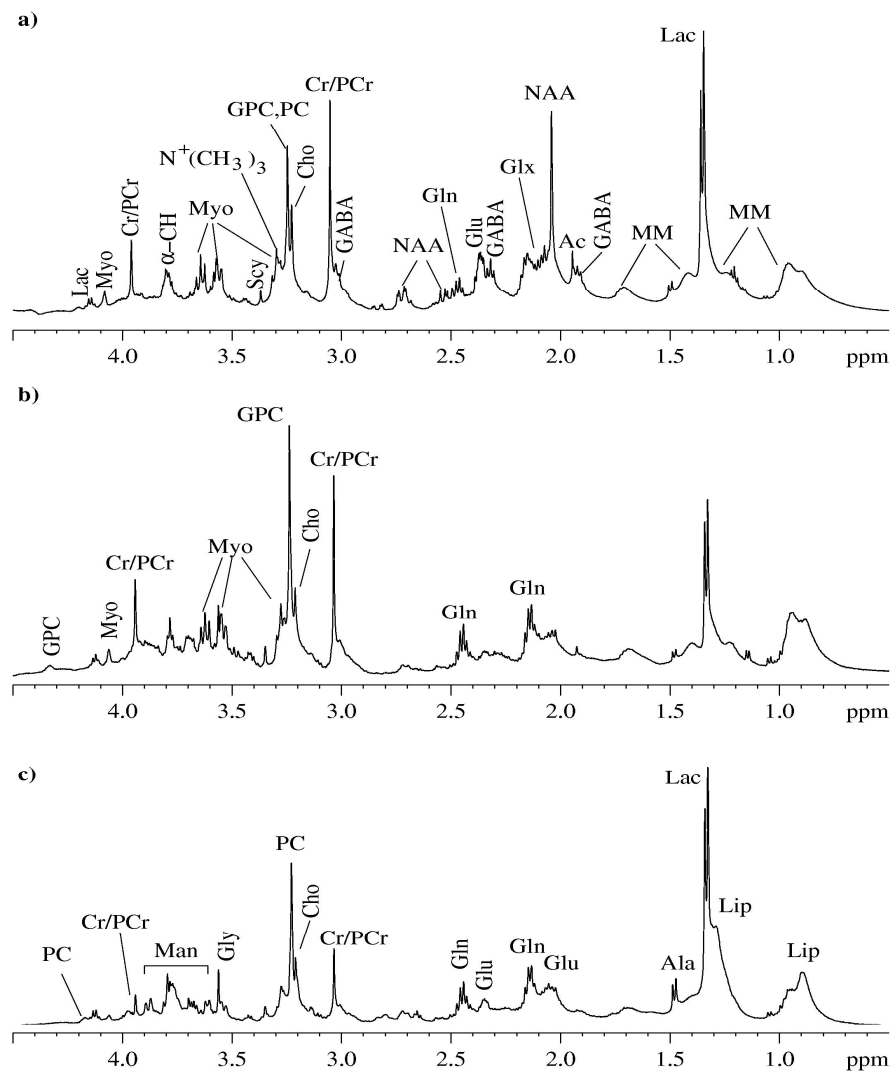 a)
Lac
Cr/PCr
NAA
GPC,PC
N+(CH3)3
Cho
Glx
Cr/PCr
α–CH
Myo
Gln
Glu
GABA
GABA
Ac
GABA
Lac
Myo
Scy
NAA
MM
MM
4.0 3.5 3.0 2.5 2.0 1.5 1.0 ppm
b)
GPC
Cr/PCr
Cho
Myo
Cr/PCr
Gln
Gln
Myo
GPC
4.0 3.5 3.0 2.5 2.0 1.5 1.0 ppm
c)
Lac
PC
Cho
Lip
Cr/PCr
Cr/PCr
Man
Gly
Gln
Gln
PC
Glu
Glu
Ala
Lip
4.0 3.5 3.0 2.5 2.0 1.5 1.0 ppm